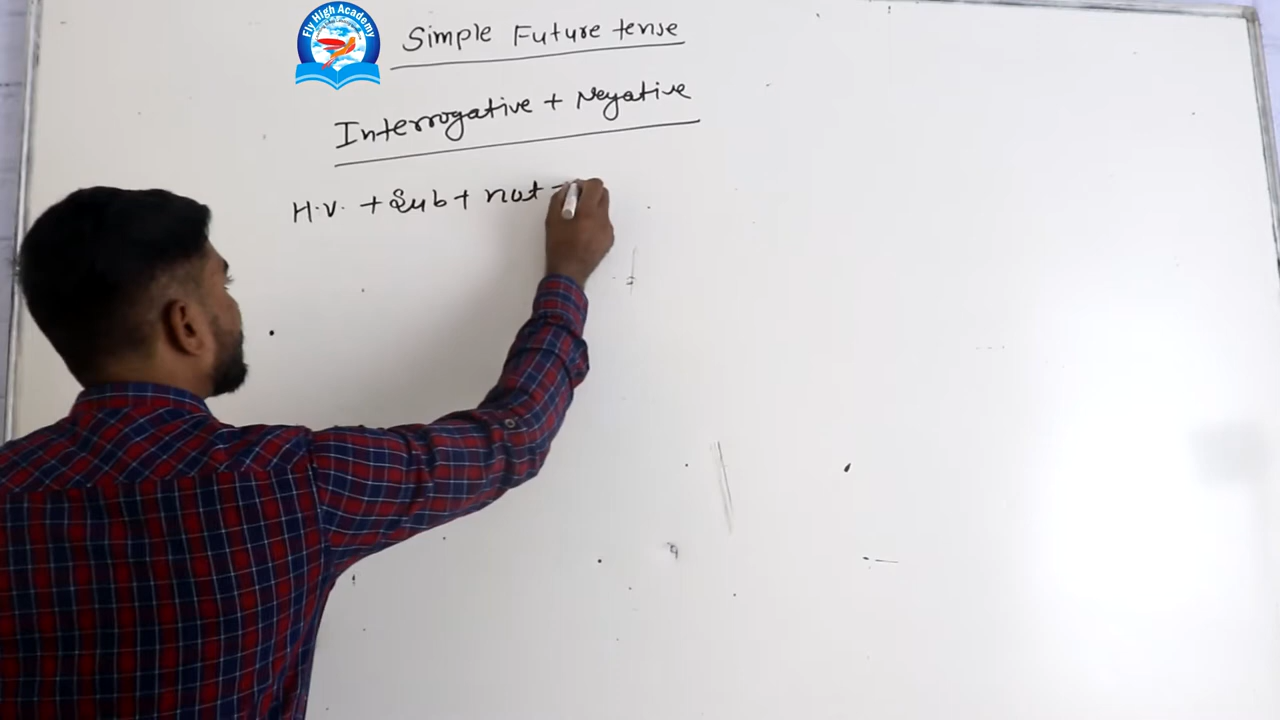 Fly High Academy
Simple Future tense
Interrogative + Negative
H.V. + Sub + not